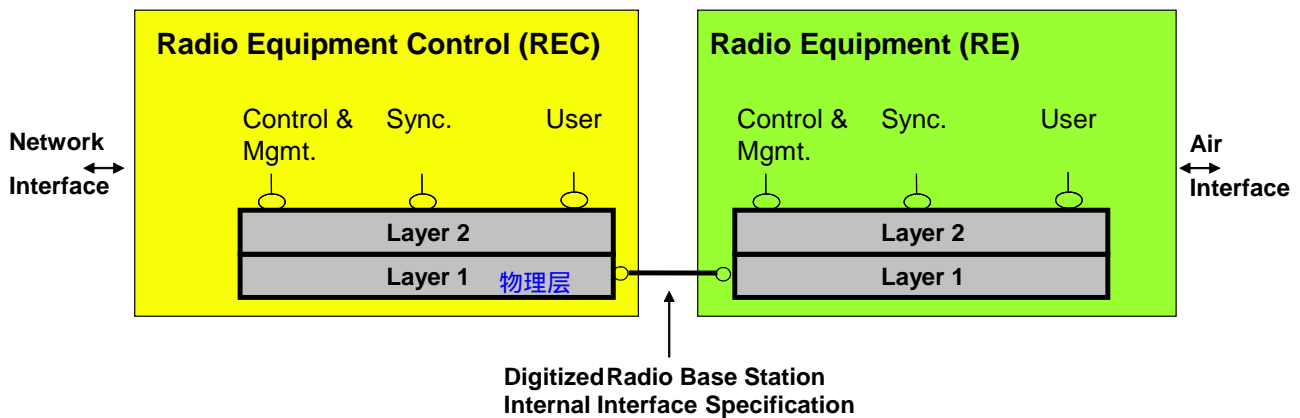 Radio Equipment Control (REC)
Radio Equipment (RE)
Control &
Mgmt.
Sync.
User
Control &
Mgmt.
Sync.
User
Network
Interface
Air
Interface
Layer 2
Layer 1 物理层
Layer 2
Layer 1
Digitized Radio Base Station
Internal Interface Specification